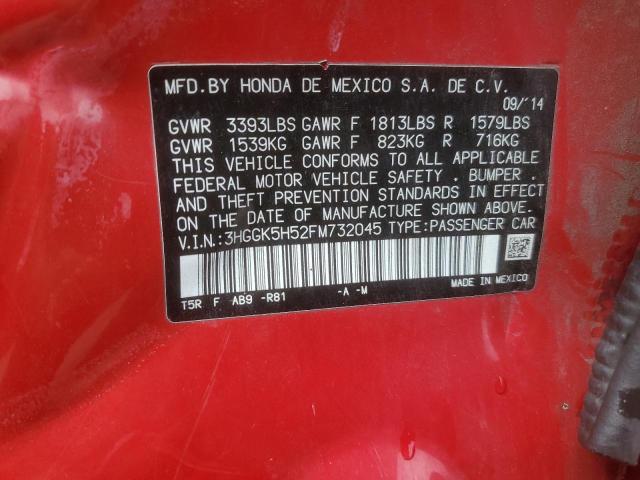 MFD.BY HONDA DE MEXICO S.A. DE C.V.
09/'14
GVWR 3393LBS GAWR F 1813LBS R 1579LBS
GVWR 1539KG GAWR F 823KG R 716KG
THIS VEHICLE CONFORMS TO ALL APPLICABLE
FEDERAL MOTOR VEHICLE SAFETY . BUMPER .
AND THEFT PREVENTION STANDARDS IN EFFECT
ON THE DATE OF MANUFACTURE SHOWN ABOVE.
V.I.N.:3HGGK5H52FM732045 TYPE:PASSENGER CAR
MADE IN MEXICO
T5R F AB9 -R81 -A -M